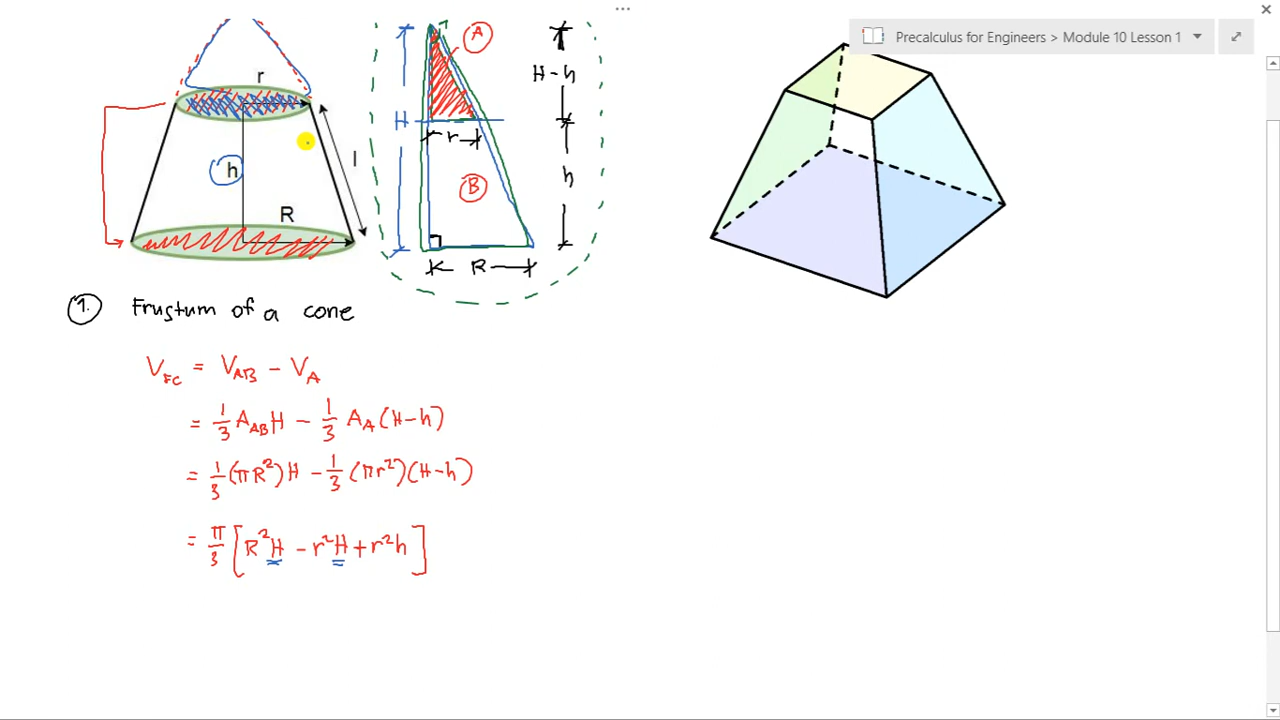 ...
Precalculus for Engineers > Module 10 Lesson 1
r
h
l
R
A
H-h
H
r
B
h
R
1. Frustum of a cone
V_FC = V_AB - V_A
= 1/3 A_AB H - 1/3 A_A (H-h)
= 1/3 (πR²) H - 1/3 (πr²)(H-h)
= π/3 [R²H - r²H + r²h]